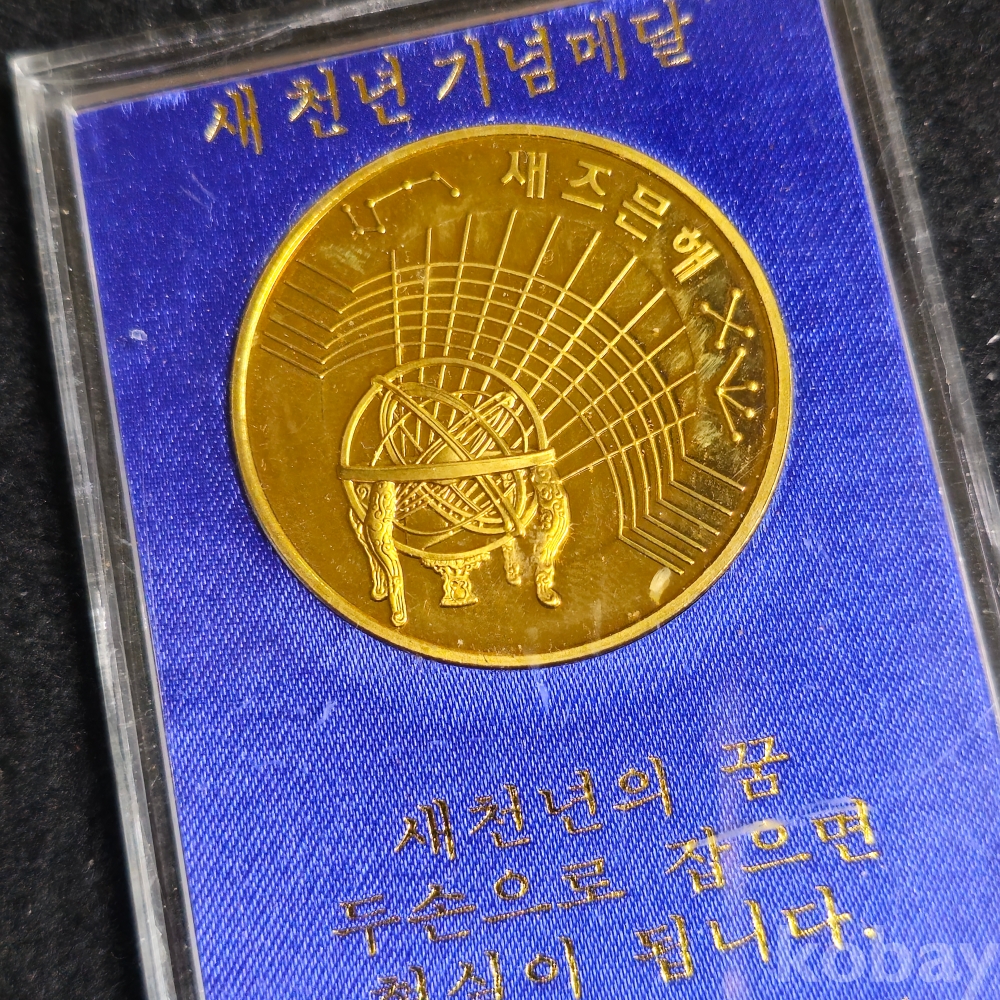 새천년기념메달
새즈믄해
새천년의 꿈
두손으로 잡으면
현실이 됩니다.
kobay